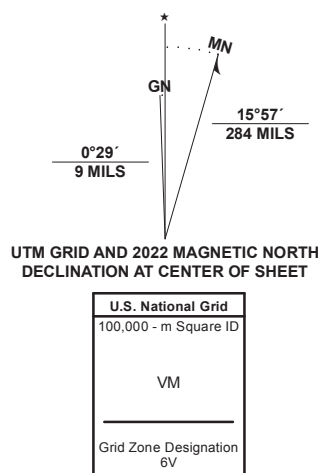 ★
MN
GN
15°57´
284 MILS
0°29´
9 MILS
UTM GRID AND 2022 MAGNETIC NORTH
DECLINATION AT CENTER OF SHEET
U.S. National Grid
100,000 - m Square ID
VM
Grid Zone Designation
6V